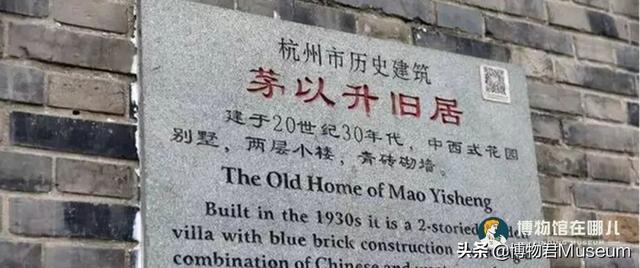 杭州市历史建筑
茅以升旧居
建于20世纪30年代，中西式花园
别墅，两层小楼，青砖砌墙。
The Old Home of Mao Yisheng
Built in the 1930s it is a 2-storied
villa with blue brick construction
combination of Chinese and
博物馆在哪儿
头条 @博物君Museum